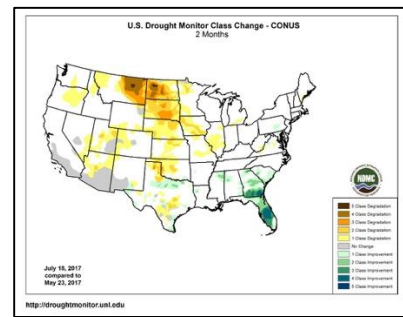 U.S. Drought Monitor Class Change - CONUS
2 Months
NDMC
5 Class Degradation
4 Class Degradation
3 Class Degradation
2 Class Degradation
1 Class Degradation
No Change
1 Class Improvement
2 Class Improvement
3 Class Improvement
4 Class Improvement
5 Class Improvement
July 18, 2017
compared to
May 23, 2017
http://droughtmonitor.unl.edu